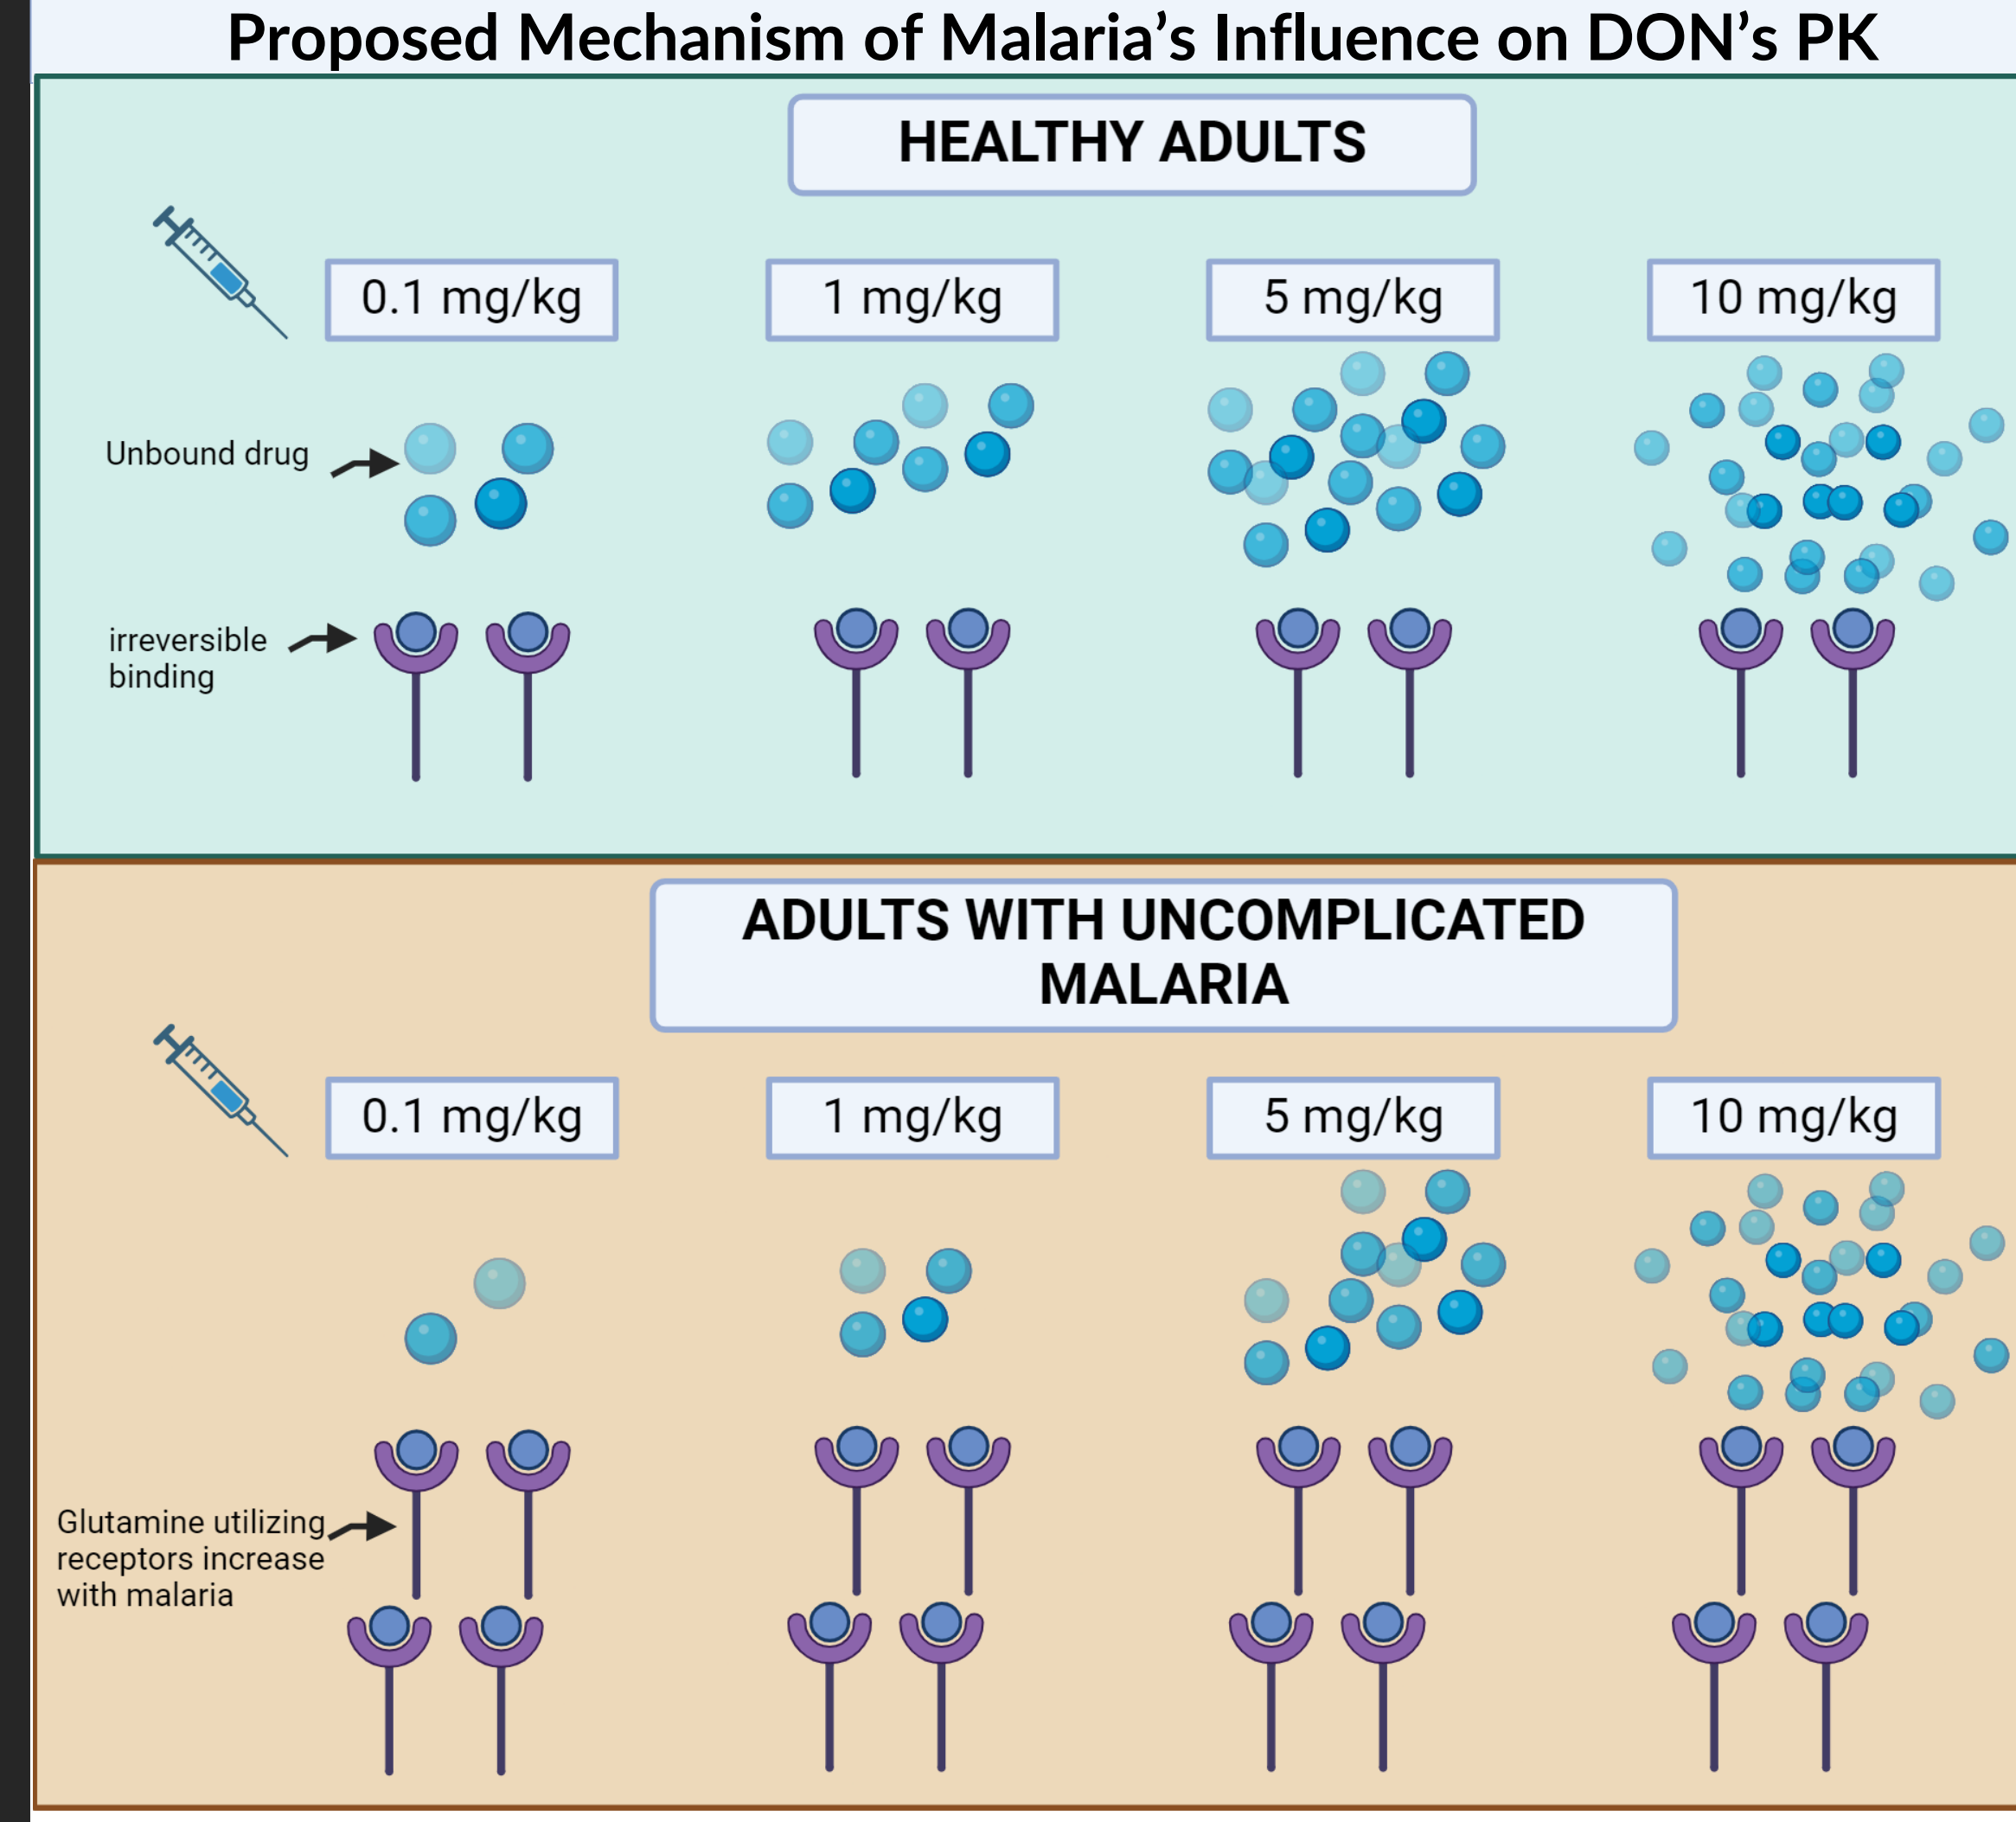 Proposed Mechanism of Malaria’s Influence on DON’s PK
HEALTHY ADULTS
0.1 mg/kg
1 mg/kg
5 mg/kg
10 mg/kg
Unbound drug
irreversible
binding
ADULTS WITH UNCOMPLICATED
MALARIA
0.1 mg/kg
1 mg/kg
5 mg/kg
10 mg/kg
Glutamine utilizing
receptors increase
with malaria